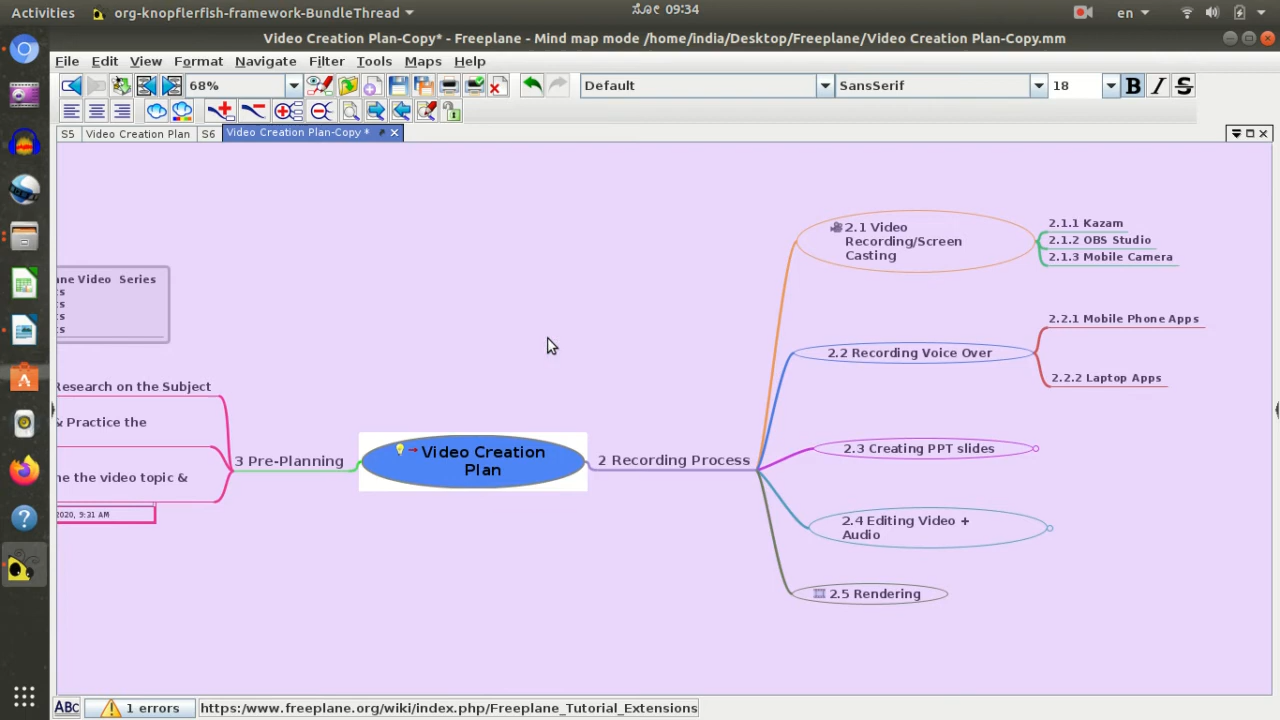 Activities
org-knopflerfish-framework-BundleThread
09:34
en
Video Creation Plan-Copy* - Freeplane - Mind map mode /home/india/Desktop/Freeplane/Video Creation Plan-Copy.mm
File Edit View Format Navigate Filter Tools Maps Help
68%
Default
SansSerif
18
B I S
S5
Video Creation Plan
S6
Video Creation Plan-Copy *
ane Video Series
ts
ts
ts
ts
Research on the Subject
& Practice the
ne the video topic &
2020, 9:31 AM
3 Pre-Planning
Video Creation
Plan
2 Recording Process
2.1 Video
Recording/Screen
Casting
2.1.1 Kazam
2.1.2 OBS Studio
2.1.3 Mobile Camera
2.2 Recording Voice Over
2.2.1 Mobile Phone Apps
2.2.2 Laptop Apps
2.3 Creating PPT slides
2.4 Editing Video +
Audio
2.5 Rendering
ABC
1 errors
https:/www.freeplane.org/wiki/index.php/Freeplane_Tutorial_Extensions